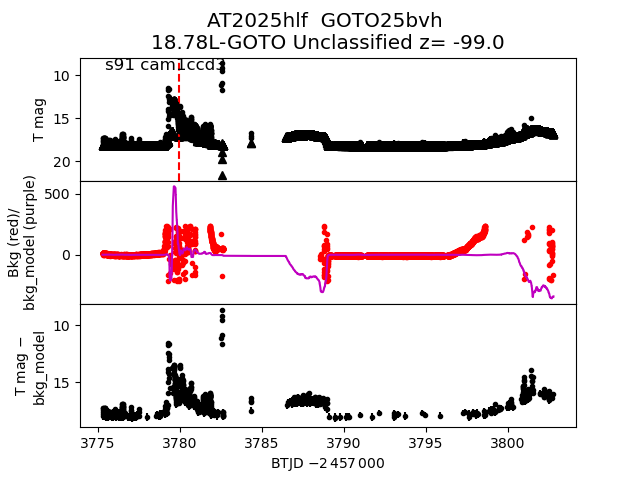 AT2025hlf GOTO25bvh
18.78L-GOTO Unclassified z= -99.0
s91 cam1ccd3
10
15
20
T mag
500
0
Bkg (red)/
bkg_model (purple)
10
15
T mag −
bkg_model
3775 3780 3785 3790 3795 3800
BTJD −2 457 000